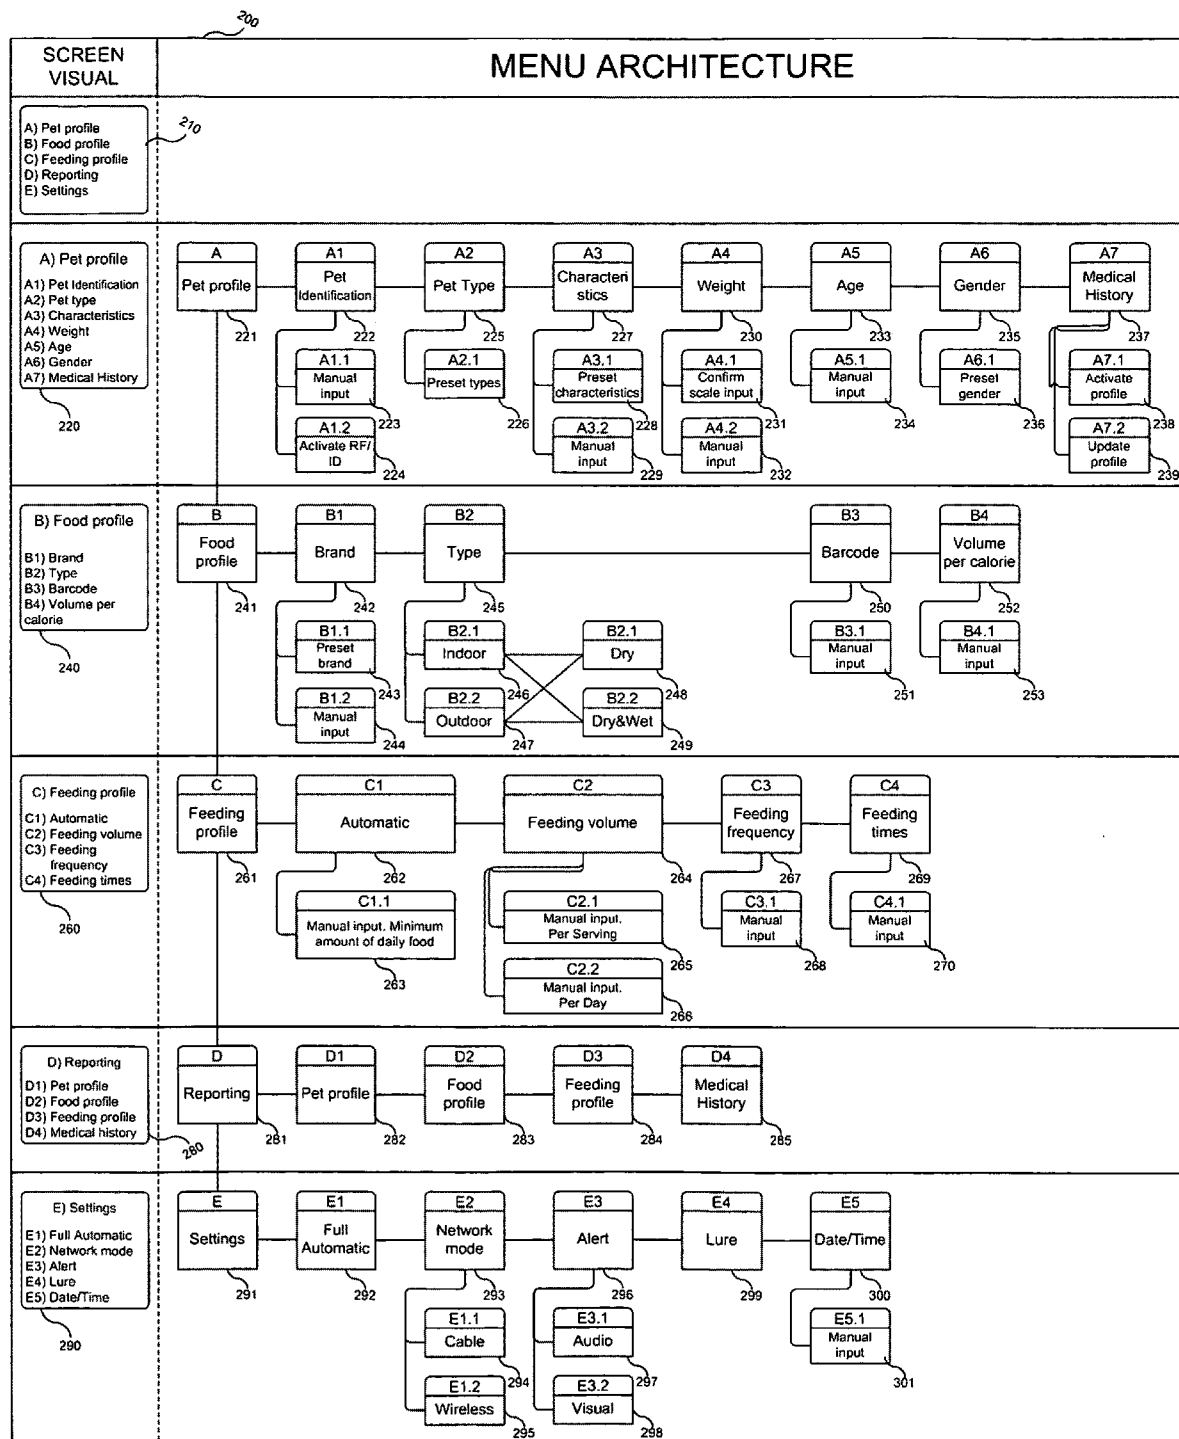 200
SCREEN
VISUAL
MENU ARCHITECTURE
A) Pet profile
B) Food profile
C) Feeding profile
D) Reporting
E) Settings
210
A) Pet profile
A1) Pet Identification
A2) Pet type
A3) Characteristics
A4) Weight
A5) Age
A6) Gender
A7) Medical History
220
A
Pet profile
221
A1
Pet
Identification
222
A1.1
Manual
input
223
A1.2
Activate RF/
ID
224
A2
Pet Type
225
A2.1
Preset types
226
A3
Characteri
stics
227
A3.1
Preset
characteristics
228
A3.2
Manual
input
229
A4
Weight
230
A4.1
Confirm
scale input
231
A4.2
Manual
input
232
A5
Age
233
A5.1
Manual
input
234
A6
Gender
235
A6.1
Preset
gender
236
A7
Medical
History
237
A7.1
Activate
profile
238
A7.2
Update
profile
239
B) Food profile
B1) Brand
B2) Type
B3) Barcode
B4) Volume per
calorie
240
B
Food
profile
241
B1
Brand
242
B1.1
Preset
brand
243
B1.2
Manual
input
244
B2
Type
245
B2.1
Indoor
246
B2.2
Outdoor
247
B2.1
Dry
248
B2.2
Dry&Wet
249
B3
Barcode
250
B3.1
Manual
input
251
B4
Volume
per calorie
252
B4.1
Manual
input
253
C) Feeding profile
C1) Automatic
C2) Feeding volume
C3) Feeding
frequency
C4) Feeding times
260
C
Feeding
profile
261
C1
Automatic
262
C1.1
Manual input. Minimum
amount of daily food
263
C2
Feeding volume
264
C2.1
Manual input.
Per Serving
265
C2.2
Manual input.
Per Day
266
C3
Feeding
frequency
267
C3.1
Manual
input
268
C4
Feeding
times
269
C4.1
Manual
input
270
D) Reporting
D1) Pet profile
D2) Food profile
D3) Feeding profile
D4) Medical history
280
D
Reporting
281
D1
Pet profile
282
D2
Food
profile
283
D3
Feeding
profile
284
D4
Medical
History
285
E) Settings
E1) Full Automatic
E2) Network mode
E3) Alert
E4) Lure
E5) Date/Time
290
E
Settings
291
E1
Full
Automatic
292
E2
Network
mode
293
E1.1
Cable
294
E1.2
Wireless
295
E3
Alert
296
E3.1
Audio
297
E3.2
Visual
298
E4
Lure
299
E5
Date/Time
300
E5.1
Manual
input
301